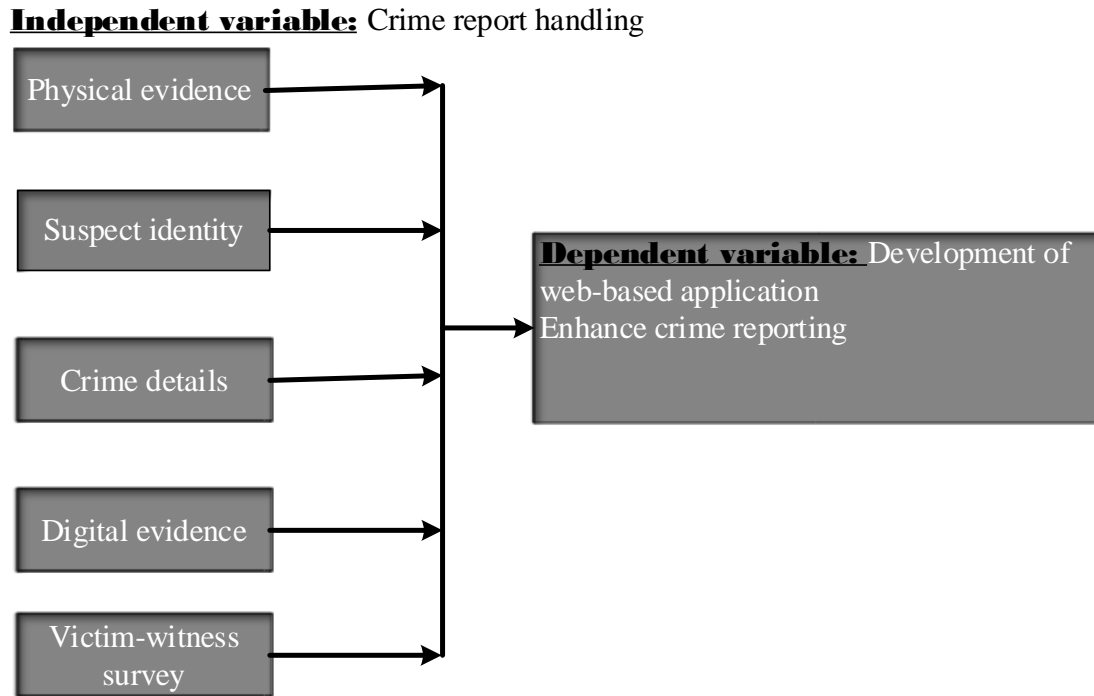 Independent variable: Crime report handling
Physical evidence
Suspect identity
Crime details
Digital evidence
Victim-witness
survey
Dependent variable: Development of
web-based application
Enhance crime reporting